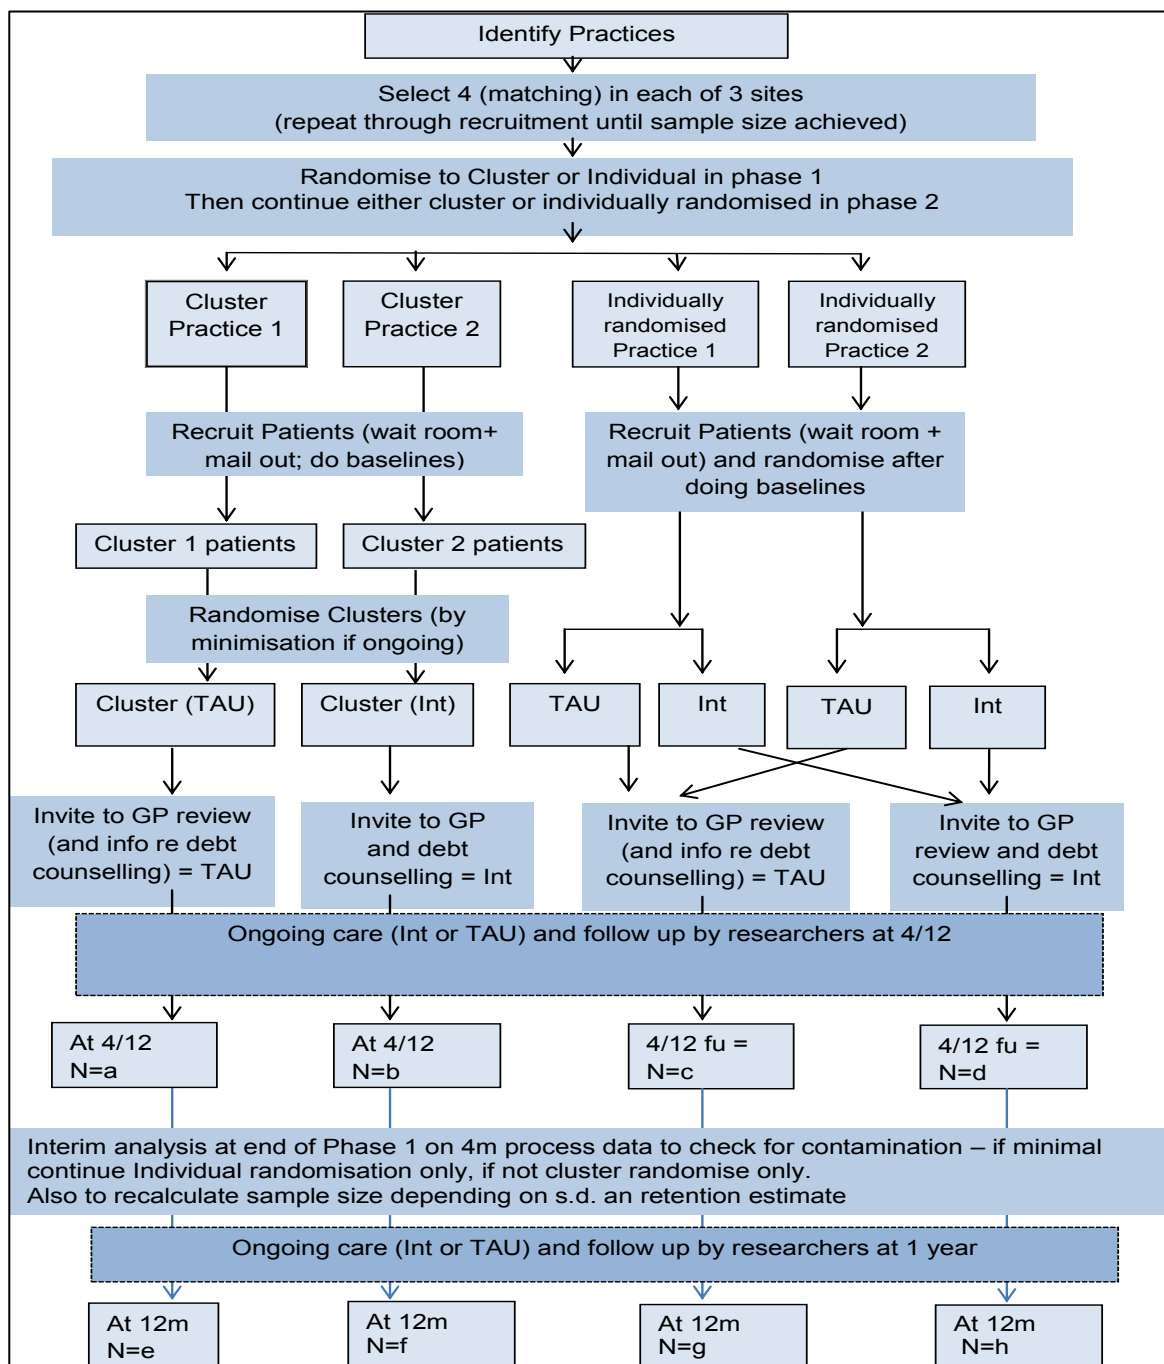 Identify Practices
Select 4 (matching) in each of 3 sites
(repeat through recruitment until sample size achieved)
Randomise to Cluster or Individual in phase 1
Then continue either cluster or individually randomised in phase 2
Cluster
Practice 1
Cluster
Practice 2
Individually
randomised
Practice 1
Individually
randomised
Practice 2
Recruit Patients (wait room+
mail out; do baselines)
Recruit Patients (wait room +
mail out) and randomise after
doing baselines
Cluster 1 patients
Cluster 2 patients
Randomise Clusters (by
minimisation if ongoing)
Cluster (TAU)
Cluster (Int)
TAU
Int
TAU
Int
Invite to GP review
(and info re debt
counselling) = TAU
Invite to GP
and debt
counselling = Int
Invite to GP review
(and info re debt
counselling) = TAU
Invite to GP
review and debt
counselling = Int
Ongoing care (Int or TAU) and follow up by researchers at 4/12
At 4/12
N=a
At 4/12
N=b
4/12 fu =
N=c
4/12 fu =
N=d
Interim analysis at end of Phase 1 on 4m process data to check for contamination – if minimal
continue Individual randomisation only, if not cluster randomise only.
Also to recalculate sample size depending on s.d. an retention estimate
Ongoing care (Int or TAU) and follow up by researchers at 1 year
At 12m
N=e
At 12m
N=f
At 12m
N=g
At 12m
N=h